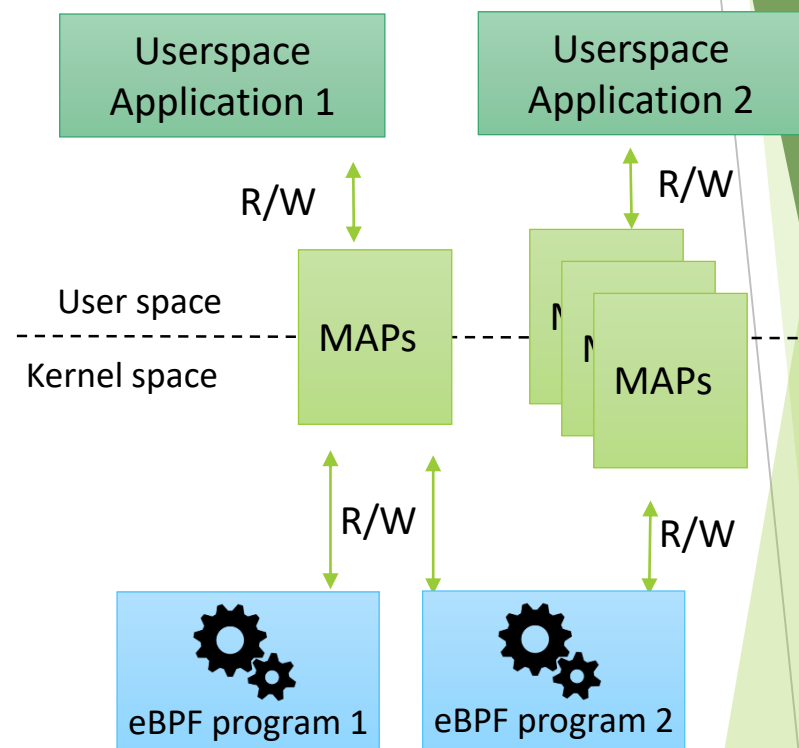 Userspace
Application 1
Userspace
Application 2
R/W
R/W
User space
MAPs
MAPs
Kernel space
R/W
R/W
eBPF program 1
eBPF program 2